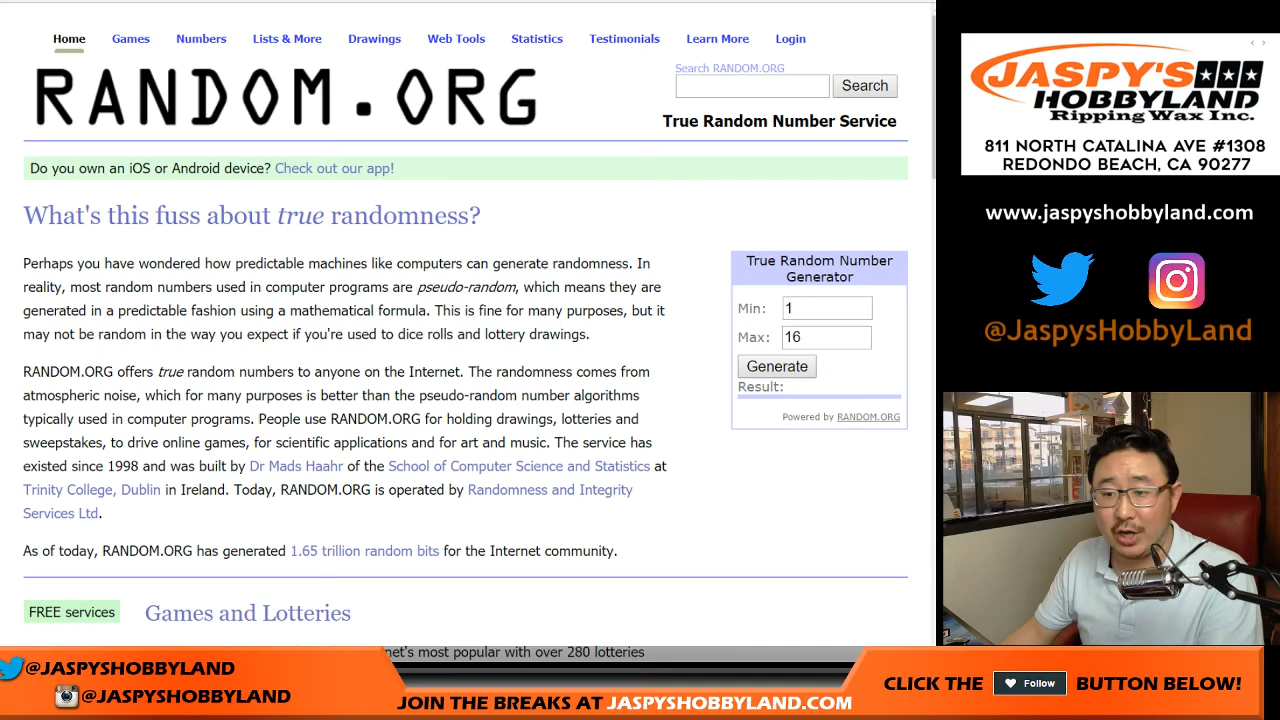 Home Games Numbers Lists & More Drawings Web Tools Statistics Testimonials Learn More Login
RANDOM.ORG
Search RANDOM.ORG
Search
True Random Number Service
Do you own an iOS or Android device? Check out our app!
What's this fuss about true randomness?
Perhaps you have wondered how predictable machines like computers can generate randomness. In
reality, most random numbers used in computer programs are pseudo-random, which means they are
generated in a predictable fashion using a mathematical formula. This is fine for many purposes, but it
may not be random in the way you expect if you're used to dice rolls and lottery drawings.
RANDOM.ORG offers true random numbers to anyone on the Internet. The randomness comes from
atmospheric noise, which for many purposes is better than the pseudo-random number algorithms
typically used in computer programs. People use RANDOM.ORG for holding drawings, lotteries and
sweepstakes, to drive online games, for scientific applications and for art and music. The service has
existed since 1998 and was built by Dr Mads Haahr of the School of Computer Science and Statistics at
Trinity College, Dublin in Ireland. Today, RANDOM.ORG is operated by Randomness and Integrity
Services Ltd.
As of today, RANDOM.ORG has generated 1.65 trillion random bits for the Internet community.
True Random Number
Generator
Min: 1
Max: 16
Generate
Result:
Powered by RANDOM.ORG
FREE services
Games and Lotteries
net's most popular with over 280 lotteries
JASPY'S
HOBBYLAND
Ripping Wax Inc.
811 NORTH CATALINA AVE #1308
REDONDO BEACH, CA 90277
www.jaspyshobbyland.com
@JaspysHobbyLand
@JASPYSHOBBYLAND
@JASPYSHOBBYLAND
JOIN THE BREAKS AT JASPYSHOBBYLAND.COM
CLICK THE Follow BUTTON BELOW!